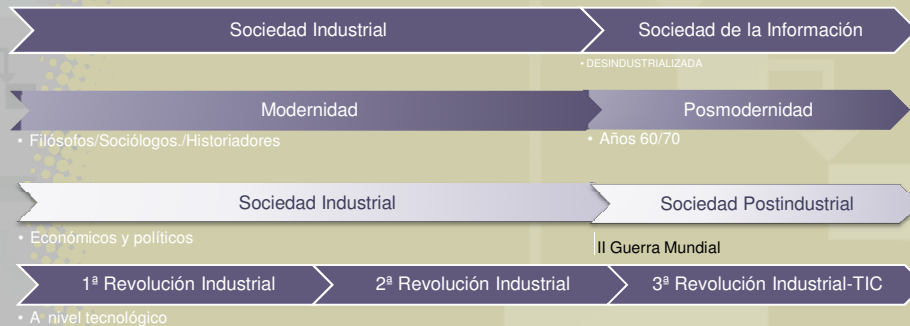 Sociedad Industrial
Sociedad de la Información
• DESINDUSTRIALIZADA
Modernidad
Posmodernidad
• Filósofos/Sociólogos./Historiadores
• Años 60/70
Sociedad Industrial
Sociedad Postindustrial
• Económicos y políticos
II Guerra Mundial
1ª Revolución Industrial
2ª Revolución Industrial
3ª Revolución Industrial-TIC
• A nivel tecnológico